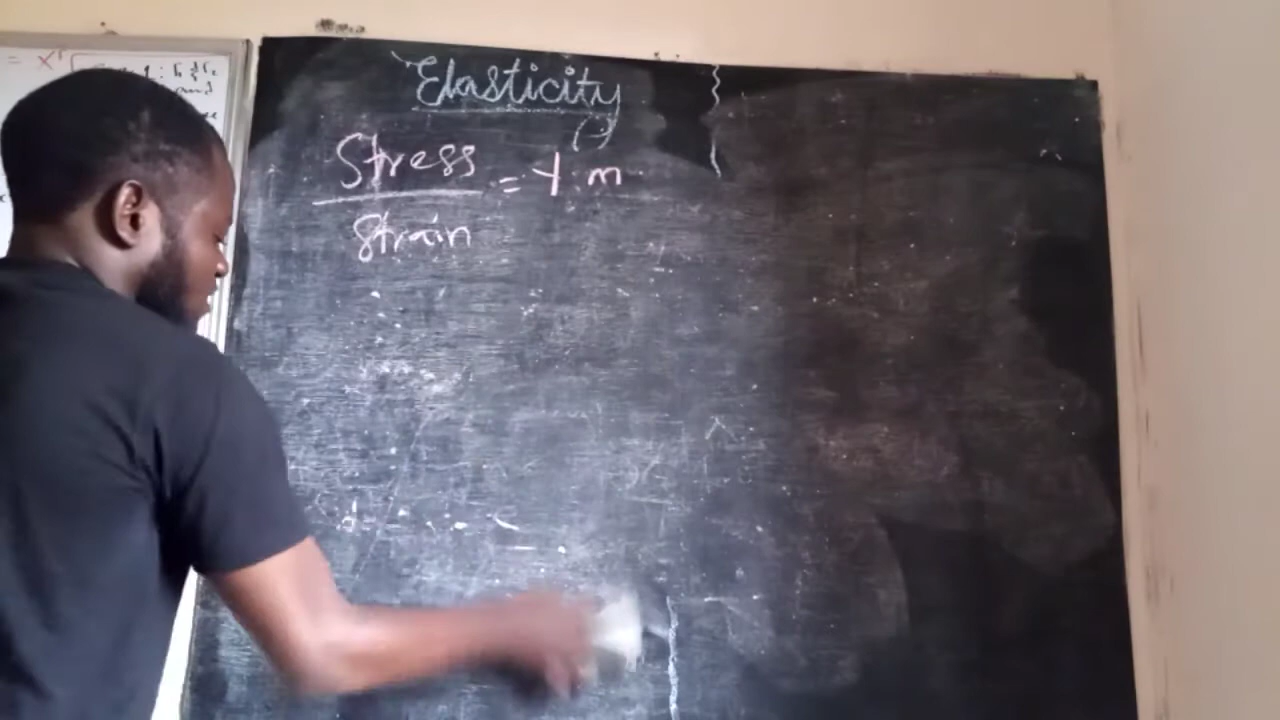 Elasticity
(-)
Stress
= Y.m
Strain